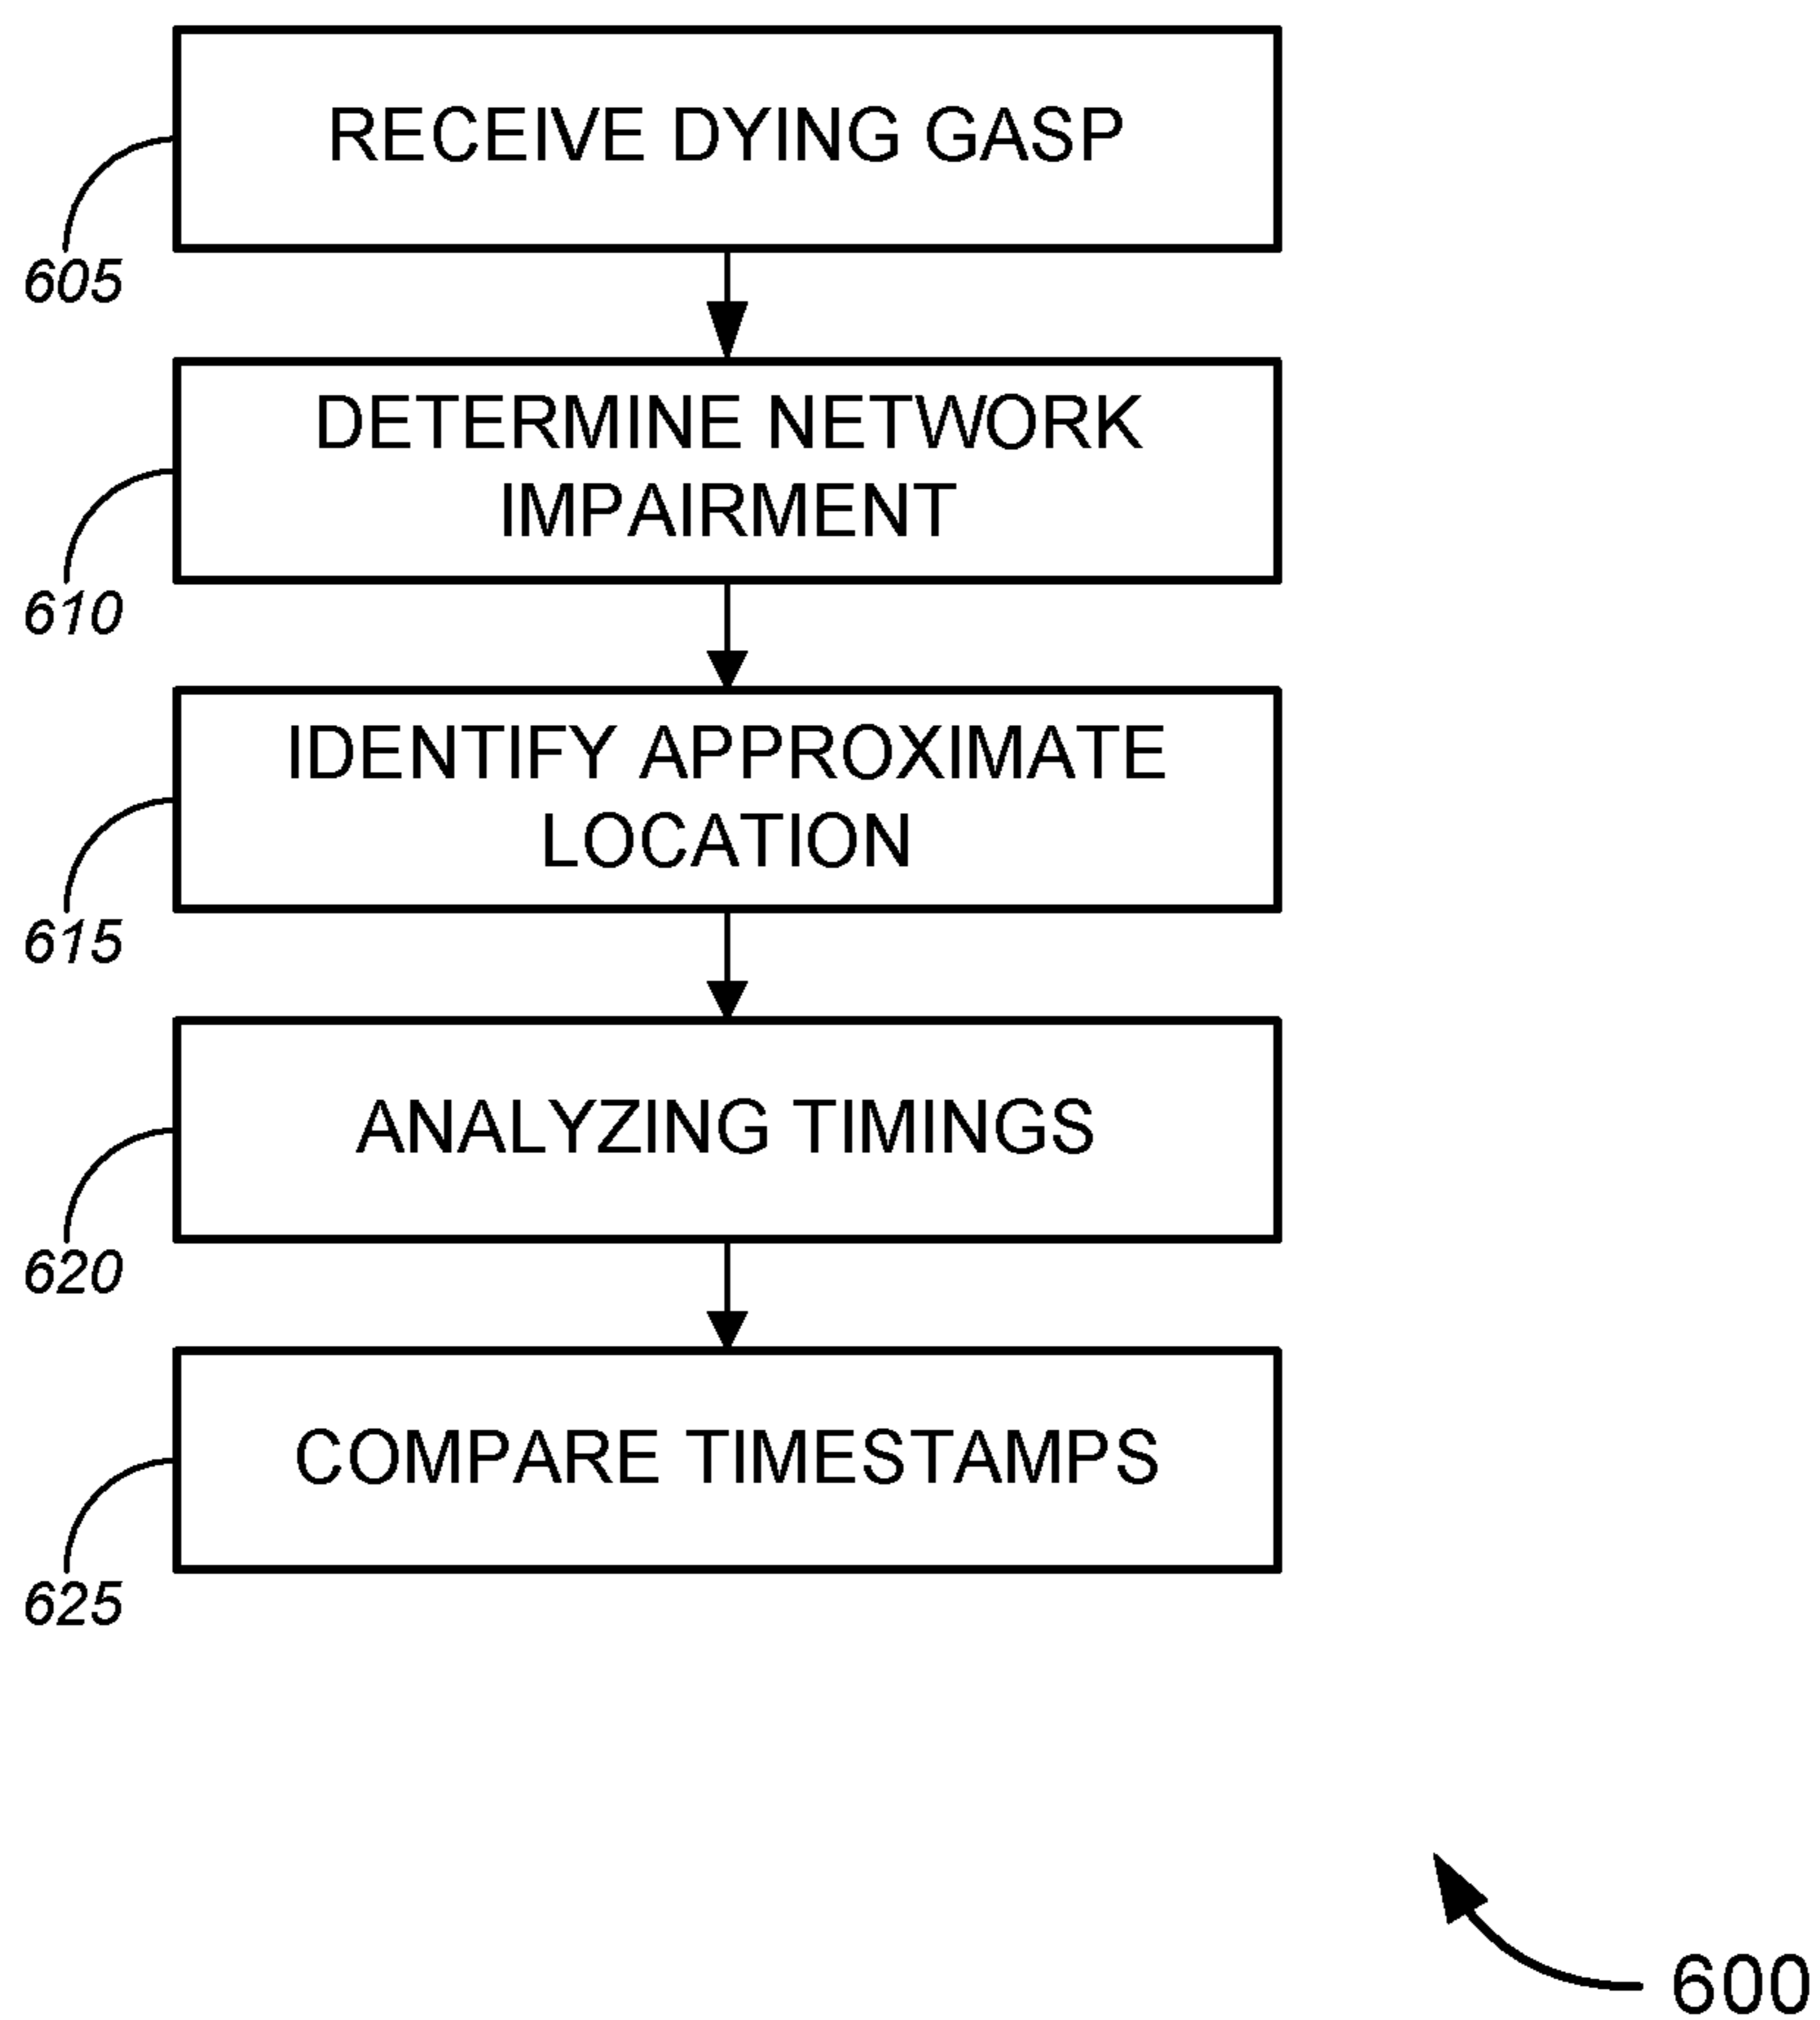 RECEIVE DYING GASP
605
DETERMINE NETWORK
IMPAIRMENT
610
IDENTIFY APPROXIMATE
LOCATION
615
ANALYZING TIMINGS
620
COMPARE TIMESTAMPS
625
600